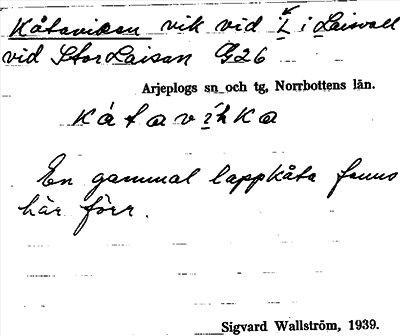 Kåtaviken vik vid L i Laisvall
vid Stor Laisan G26
Arjeplogs sn och tg, Norrbottens län.
kåtavìhka
En gammal lappkåta fanns
här förr.
Sigvard Wallström, 1939.